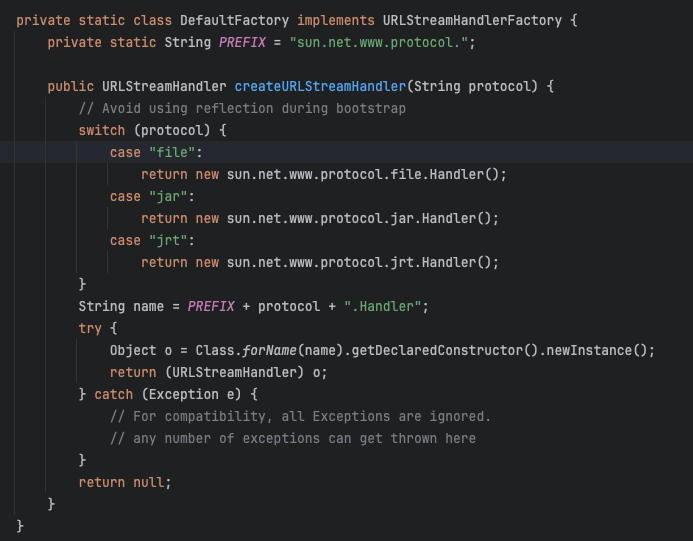 private static class DefaultFactory implements URLStreamHandlerFactory {
    private static String PREFIX = "sun.net.www.protocol.";

    public URLStreamHandler createURLStreamHandler(String protocol) {
        // Avoid using reflection during bootstrap
        switch (protocol) {
            case "file":
                return new sun.net.www.protocol.file.Handler();
            case "jar":
                return new sun.net.www.protocol.jar.Handler();
            case "jrt":
                return new sun.net.www.protocol.jrt.Handler();
        }
        String name = PREFIX + protocol + ".Handler";
        try {
            Object o = Class.forName(name).getDeclaredConstructor().newInstance();
            return (URLStreamHandler) o;
        } catch (Exception e) {
            // For compatibility, all Exceptions are ignored.
            // any number of exceptions can get thrown here
        }
        return null;
    }
}